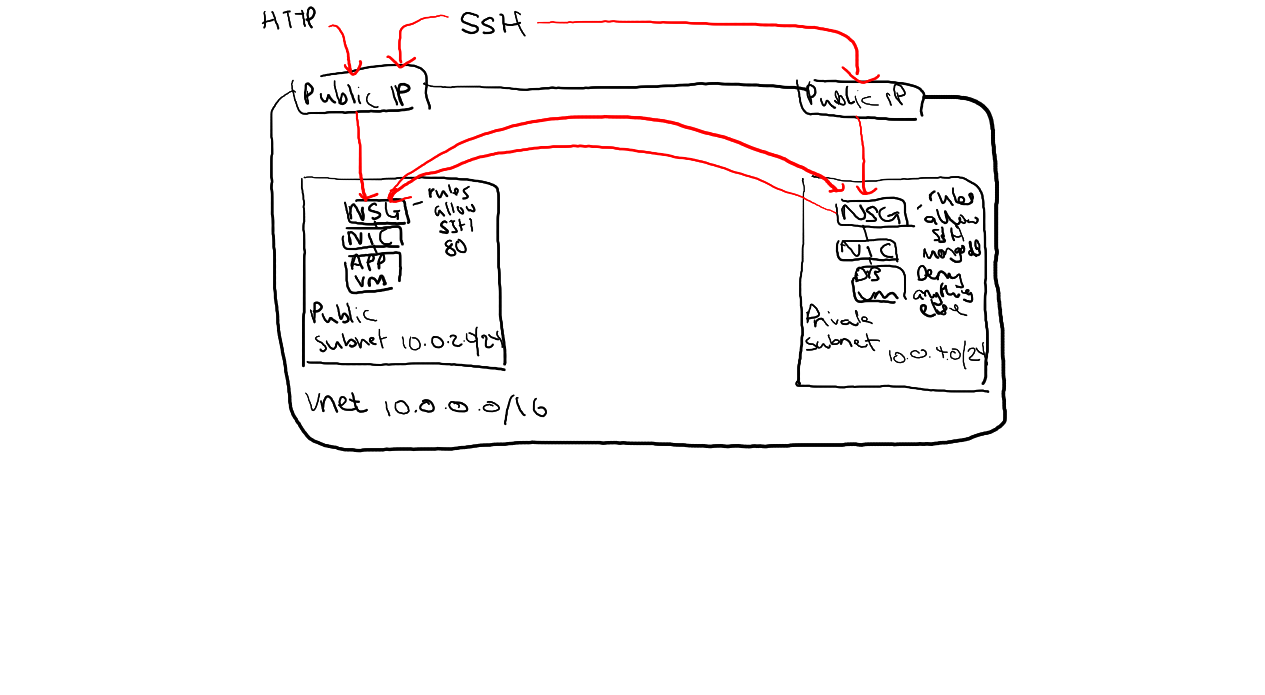 HTTP
SSH
Public IP
Public iP
NSG
NIC
APP
VM
- rules
allow
SSH
80
Public
subnet 10.0.2.0/24
NSG
NIC
DB
vm
- rules
allow
SSH
mongodb
Deny
anything
else
Private
subnet
10.0.4.0/24
Vnet 10.0.0.0/16